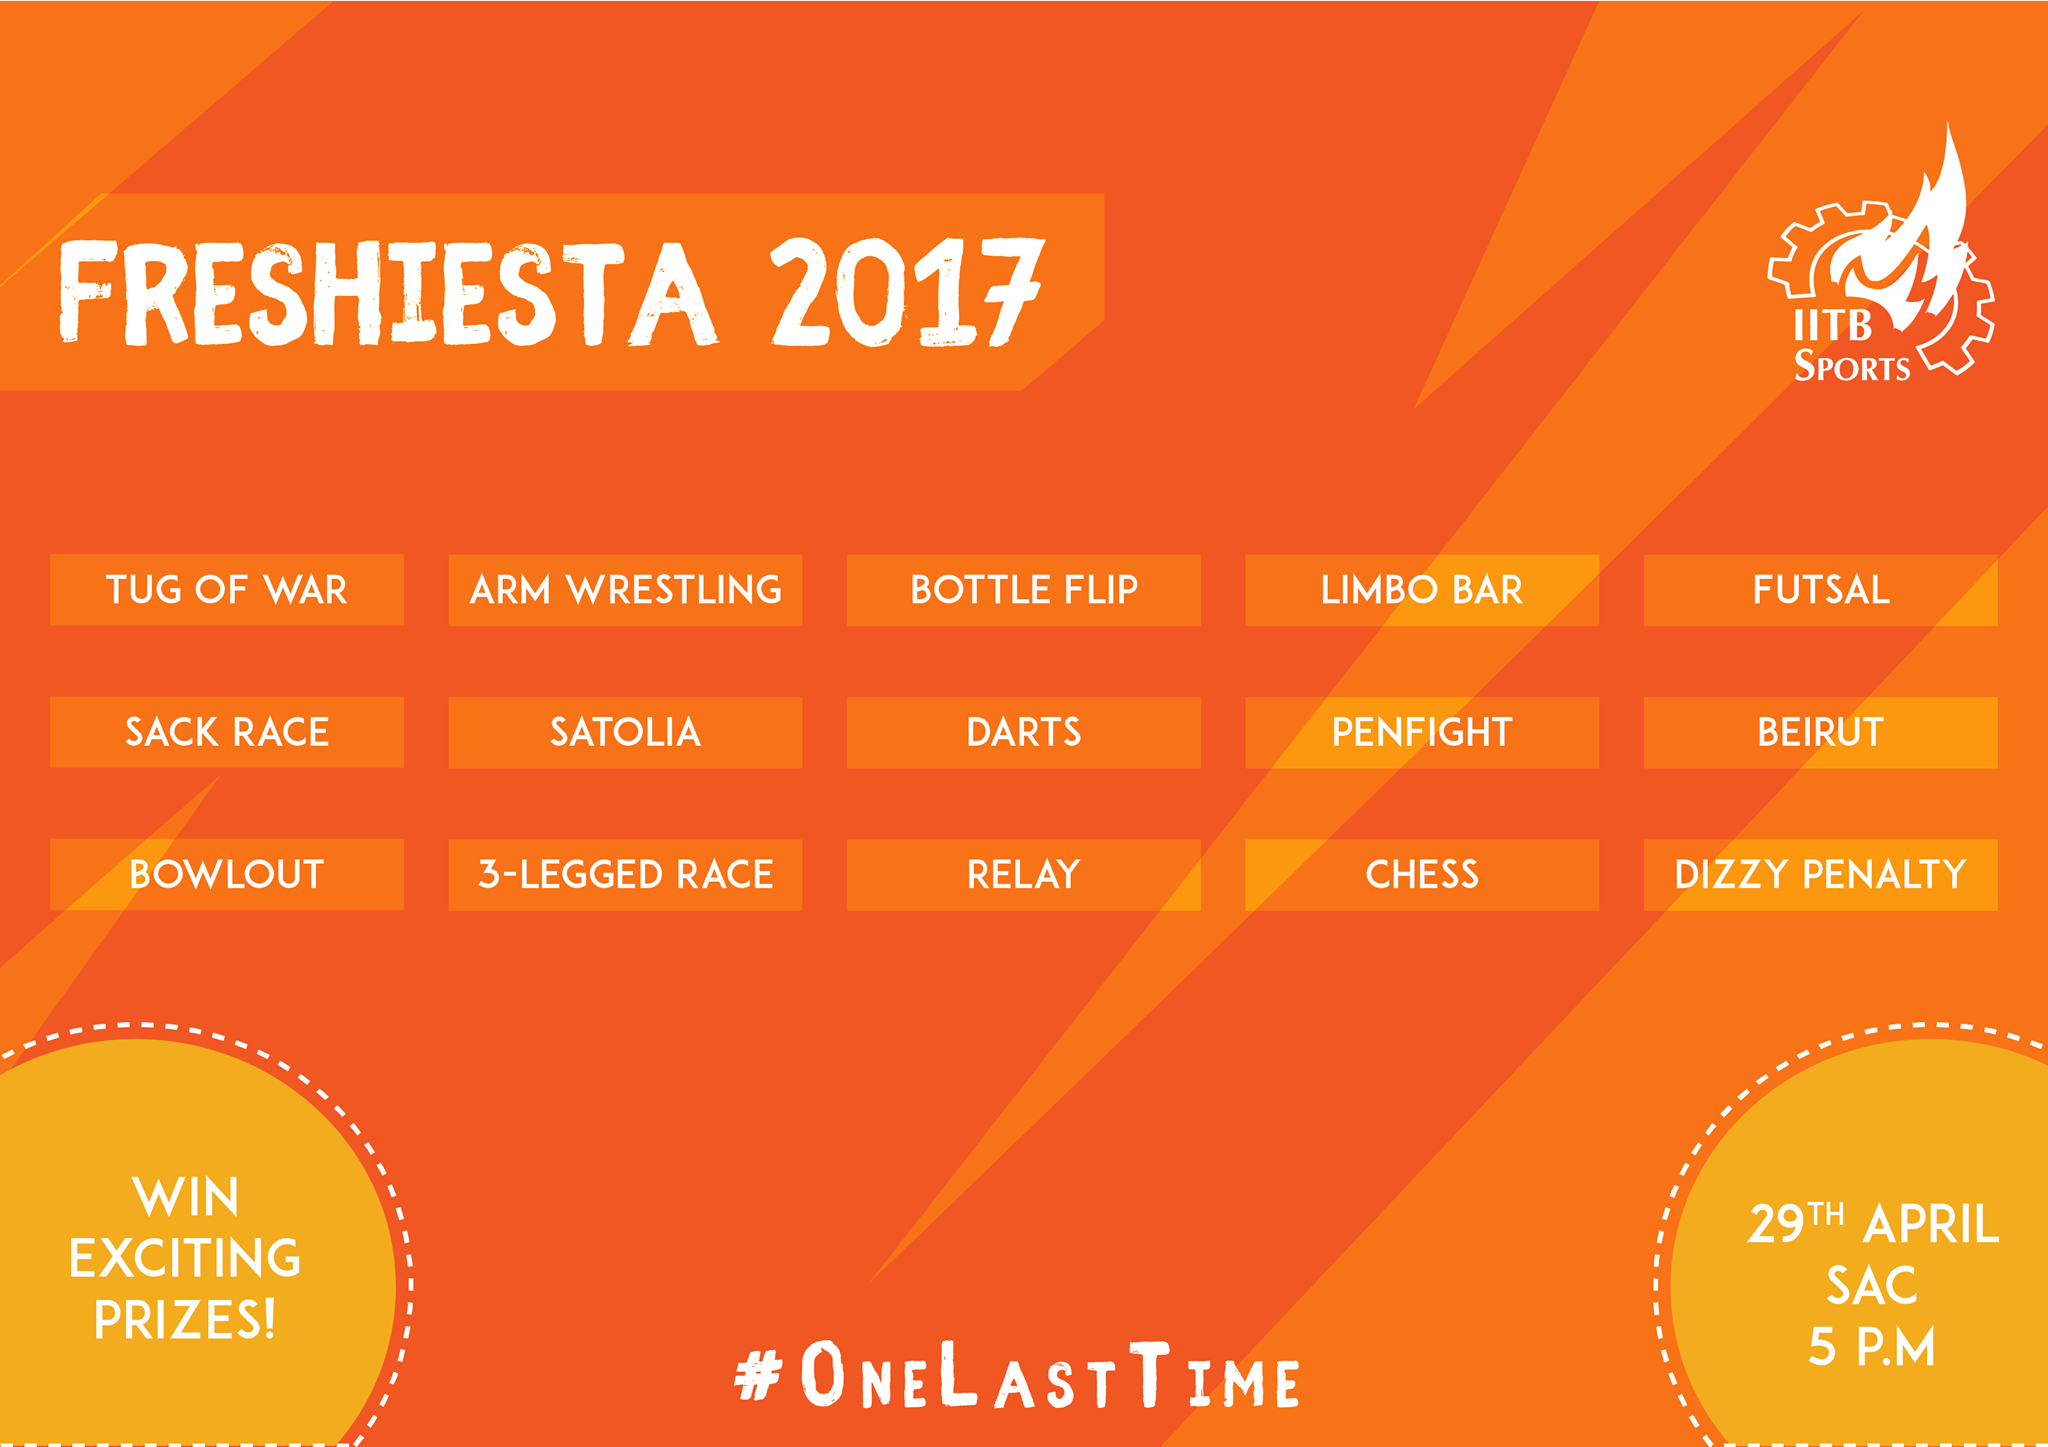 FRESHIESTA 2017
IITB
SPORTS
TUG OF WAR
ARM WRESTLING
BOTTLE FLIP
LIMBO BAR
FUTSAL
SACK RACE
SATOLIA
DARTS
PENFIGHT
BEIRUT
BOWLOUT
3-LEGGED RACE
RELAY
CHESS
DIZZY PENALTY
WIN
EXCITING
PRIZES!
#ONELASTTIME
29TH APRIL
SAC
5 P.M